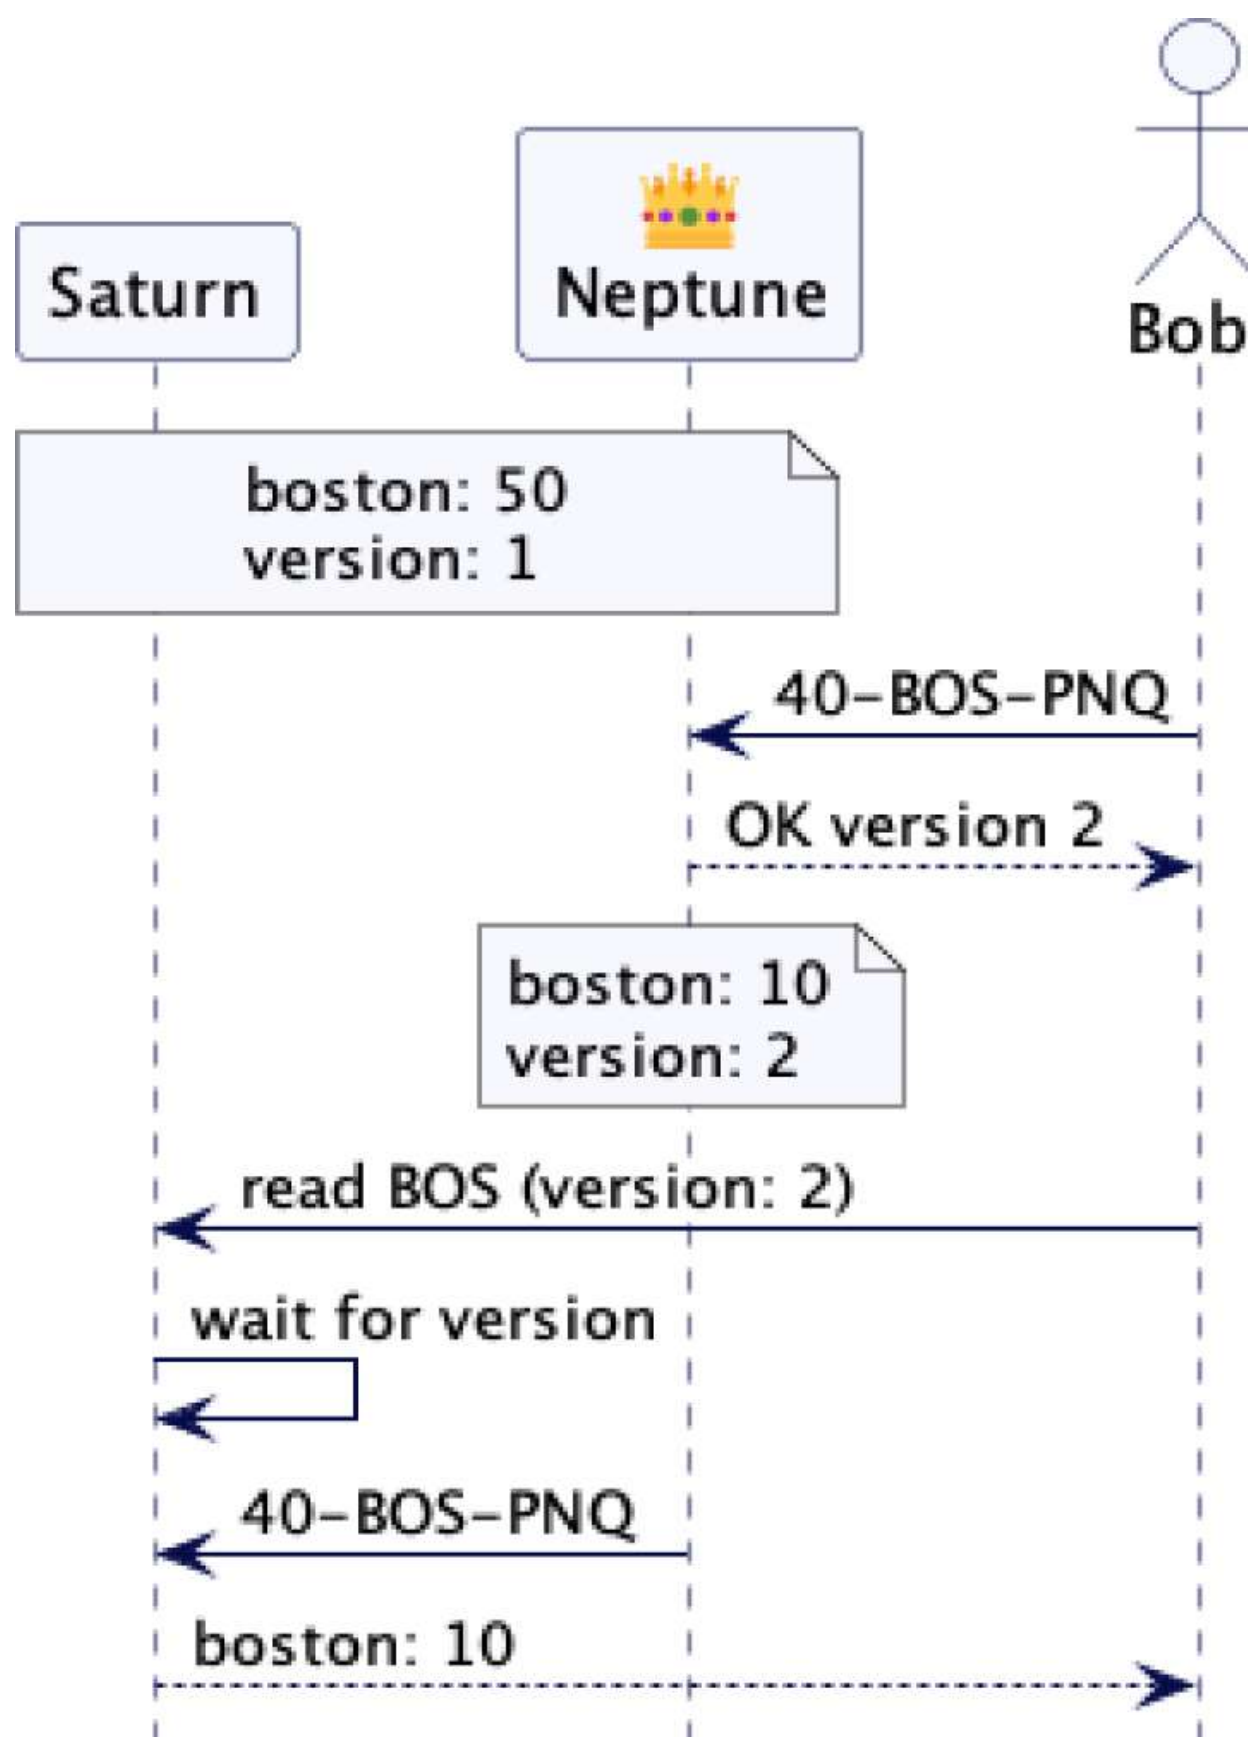 Saturn
Neptune
Bob
boston: 50
version: 1
40-BOS-PNQ
OK version 2
boston: 10
version: 2
read BOS (version: 2)
wait for version
40-BOS-PNQ
boston: 10